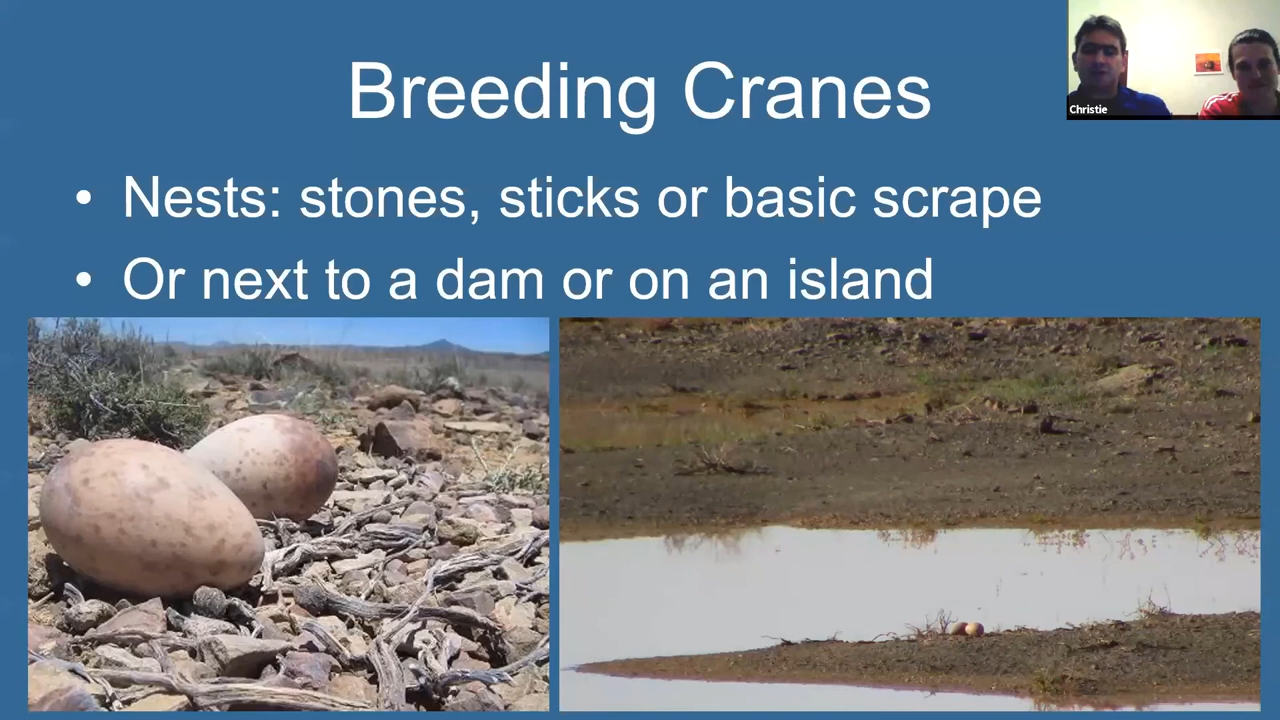 Breeding Cranes
Christie
• Nests: stones, sticks or basic scrape
• Or next to a dam or on an island